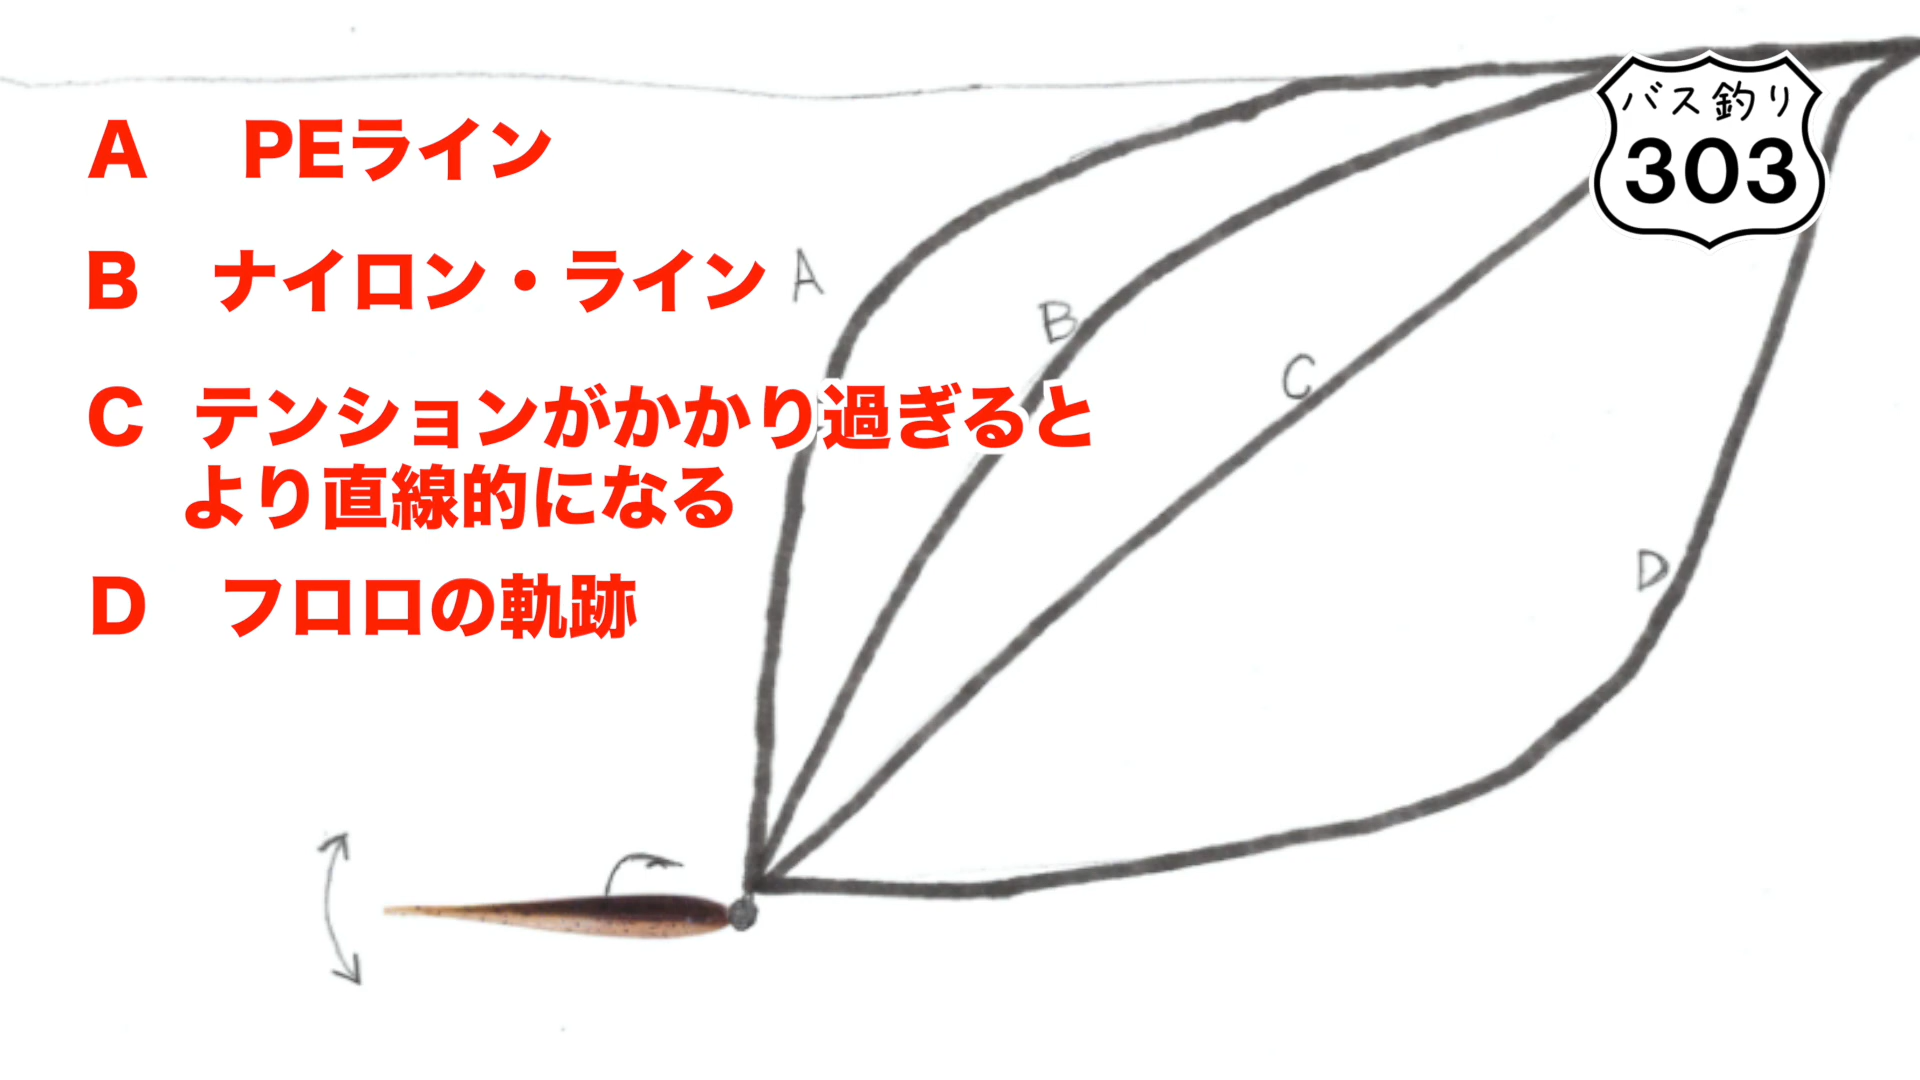 バス釣り
303
A PEライン
B ナイロン・ライン
C テンションがかかり過ぎると
より直線的になる
D フロロの軌跡
A
B
C
D